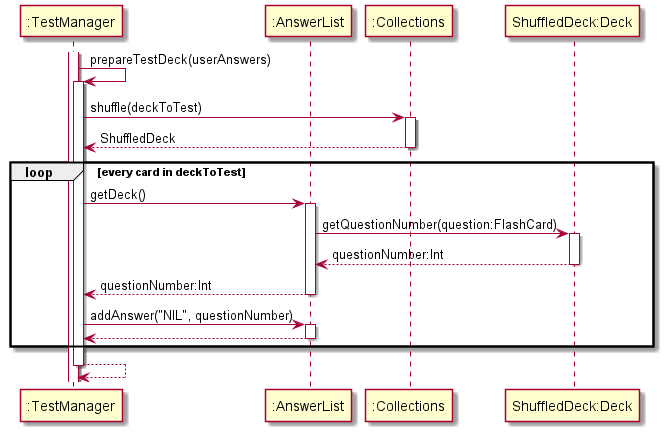 :TestManager :AnswerList :Collections ShuffledDeck:Deck
prepareTestDeck(userAnswers)
shuffle(deckToTest)
ShuffledDeck
loop [every card in deckToTest]
getDeck()
getQuestionNumber(question:FlashCard)
questionNumber:Int
questionNumber:Int
addAnswer("NIL", questionNumber)
:TestManager :AnswerList :Collections ShuffledDeck:Deck